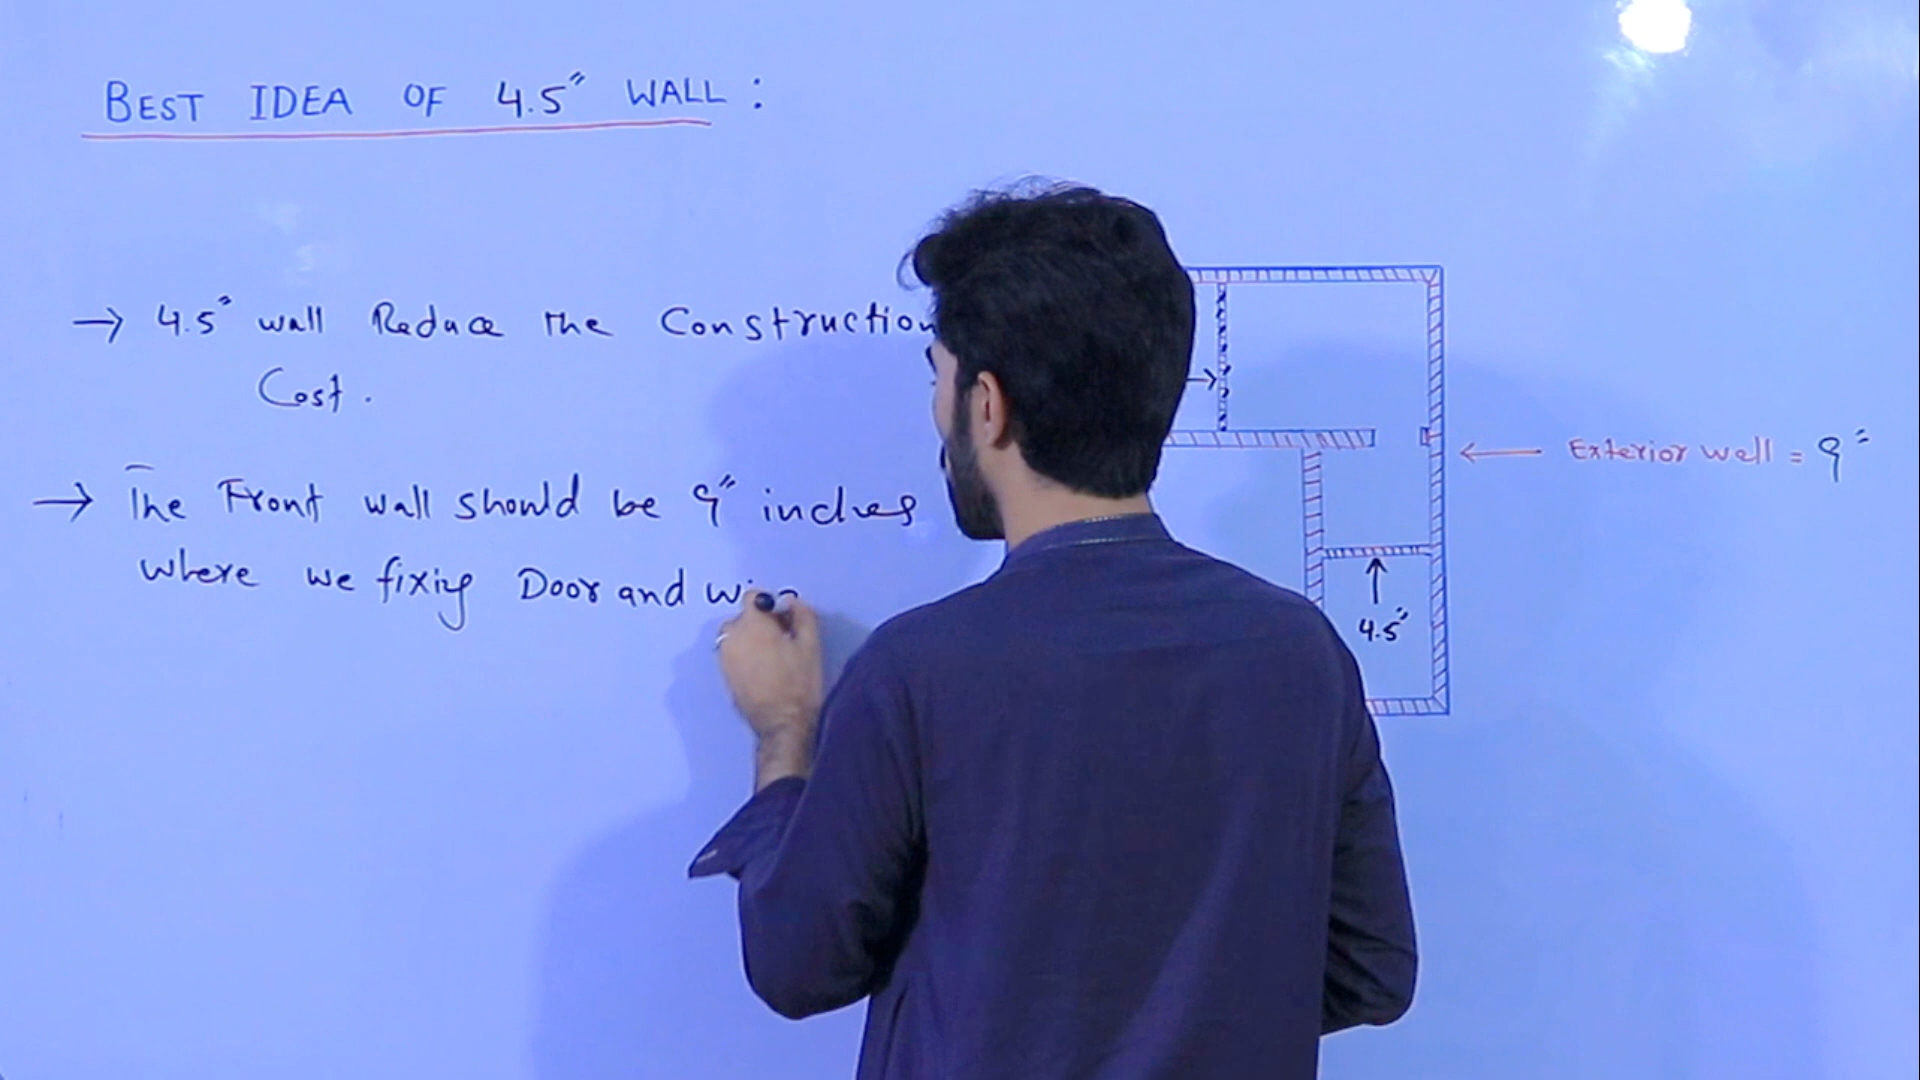 BEST IDEA OF 4.5" WALL :
→ 4.5" wall Reduce the Construction
Cost.
→ The Front wall should be 9" inches
where we fixing Door and win
← Exterior wall = 9"
4.5"